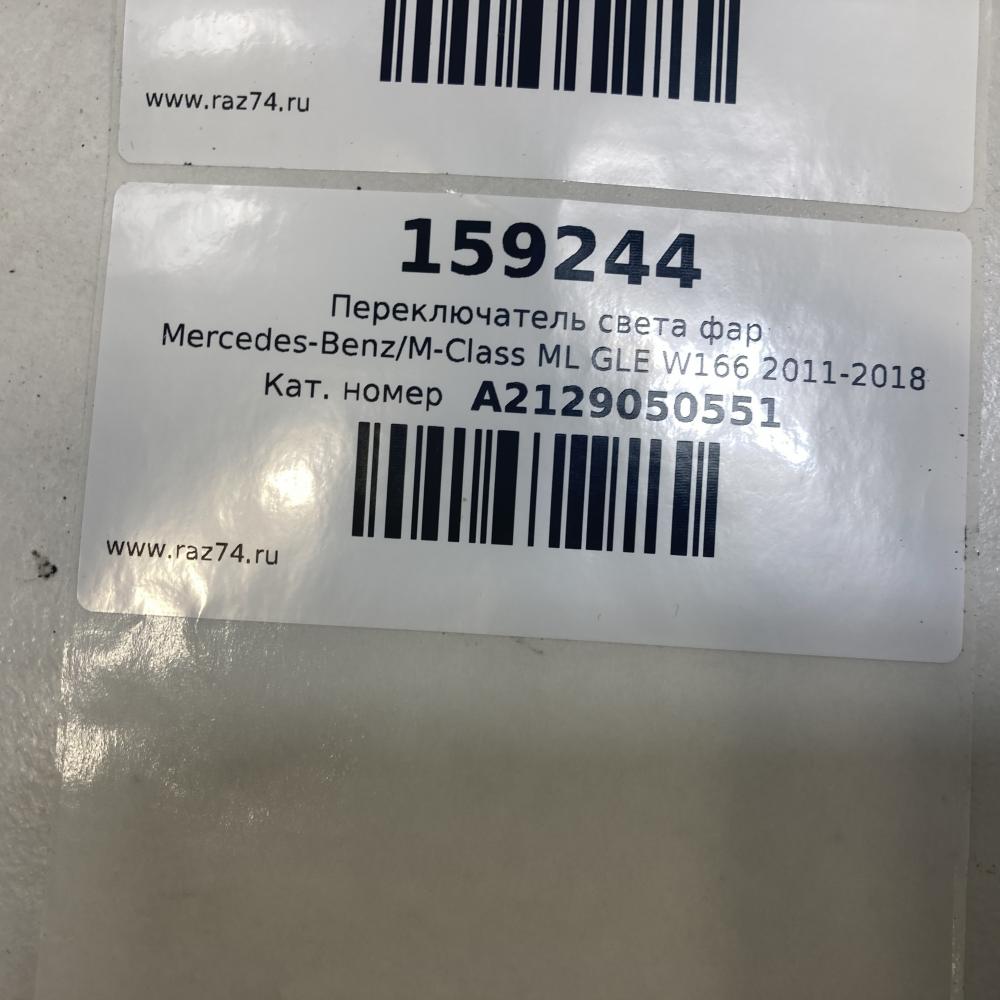 www.raz74.ru
159244
Переключатель света фар
Mercedes-Benz/M-Class ML GLE W166 2011-2018
Кат. номер A2129050551
www.raz74.ru